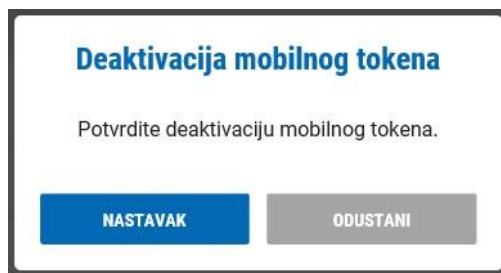 Deaktivacija mobilnog tokena
Potvrdite deaktivaciju mobilnog tokena.
NASTAVAK
ODUSTANI